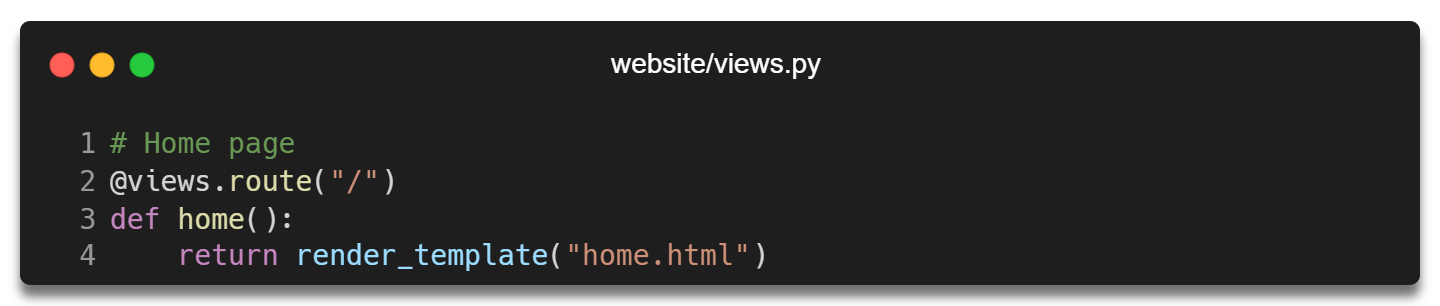 website/views.py
1 # Home page
2 @views.route("/")
3 def home():
4     return render_template("home.html")